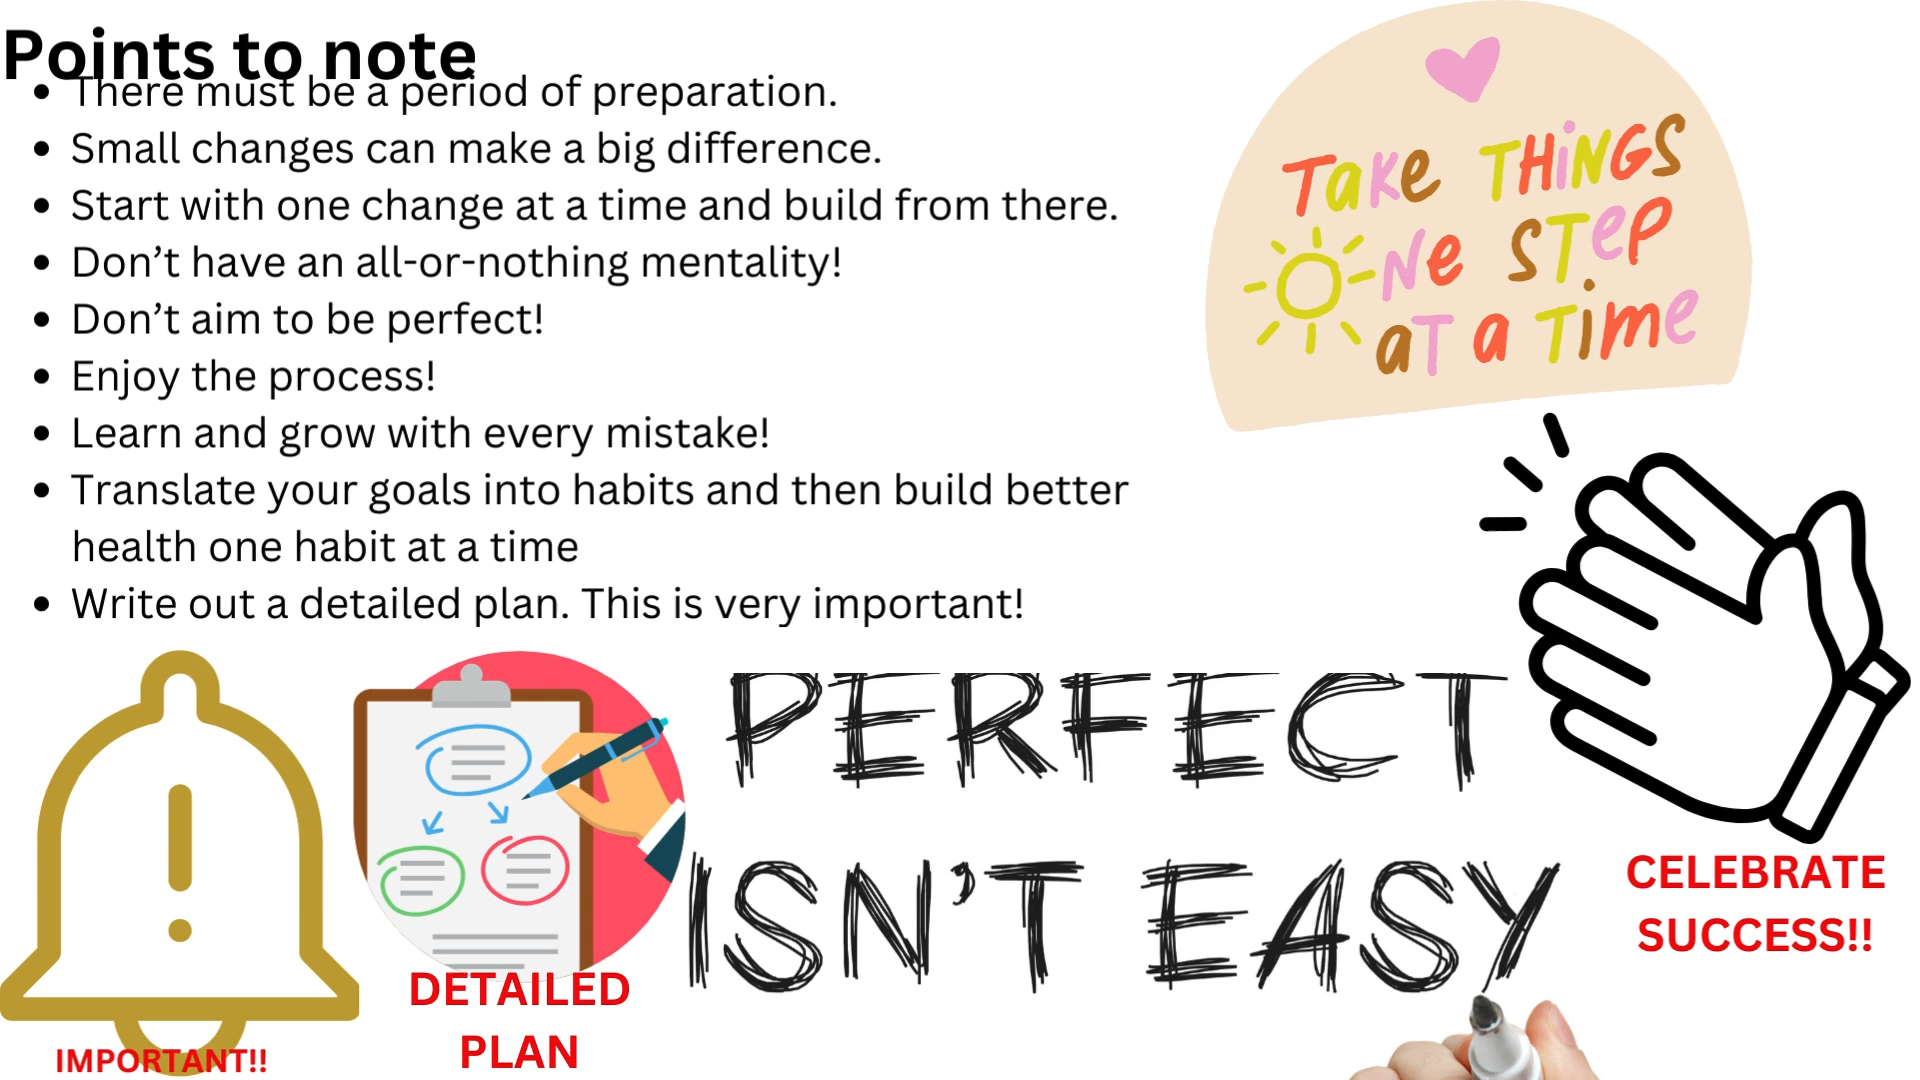 Points to note
• There must be a period of preparation.
• Small changes can make a big difference.
• Start with one change at a time and build from there.
• Don’t have an all-or-nothing mentality!
• Don’t aim to be perfect!
• Enjoy the process!
• Learn and grow with every mistake!
• Translate your goals into habits and then build better
health one habit at a time
• Write out a detailed plan. This is very important!
TaKe THiNGS
ONe STeP
aT a Time
PERFECT
ISN’T EASY
CELEBRATE
SUCCESS!!
DETAILED
PLAN
IMPORTANT!!